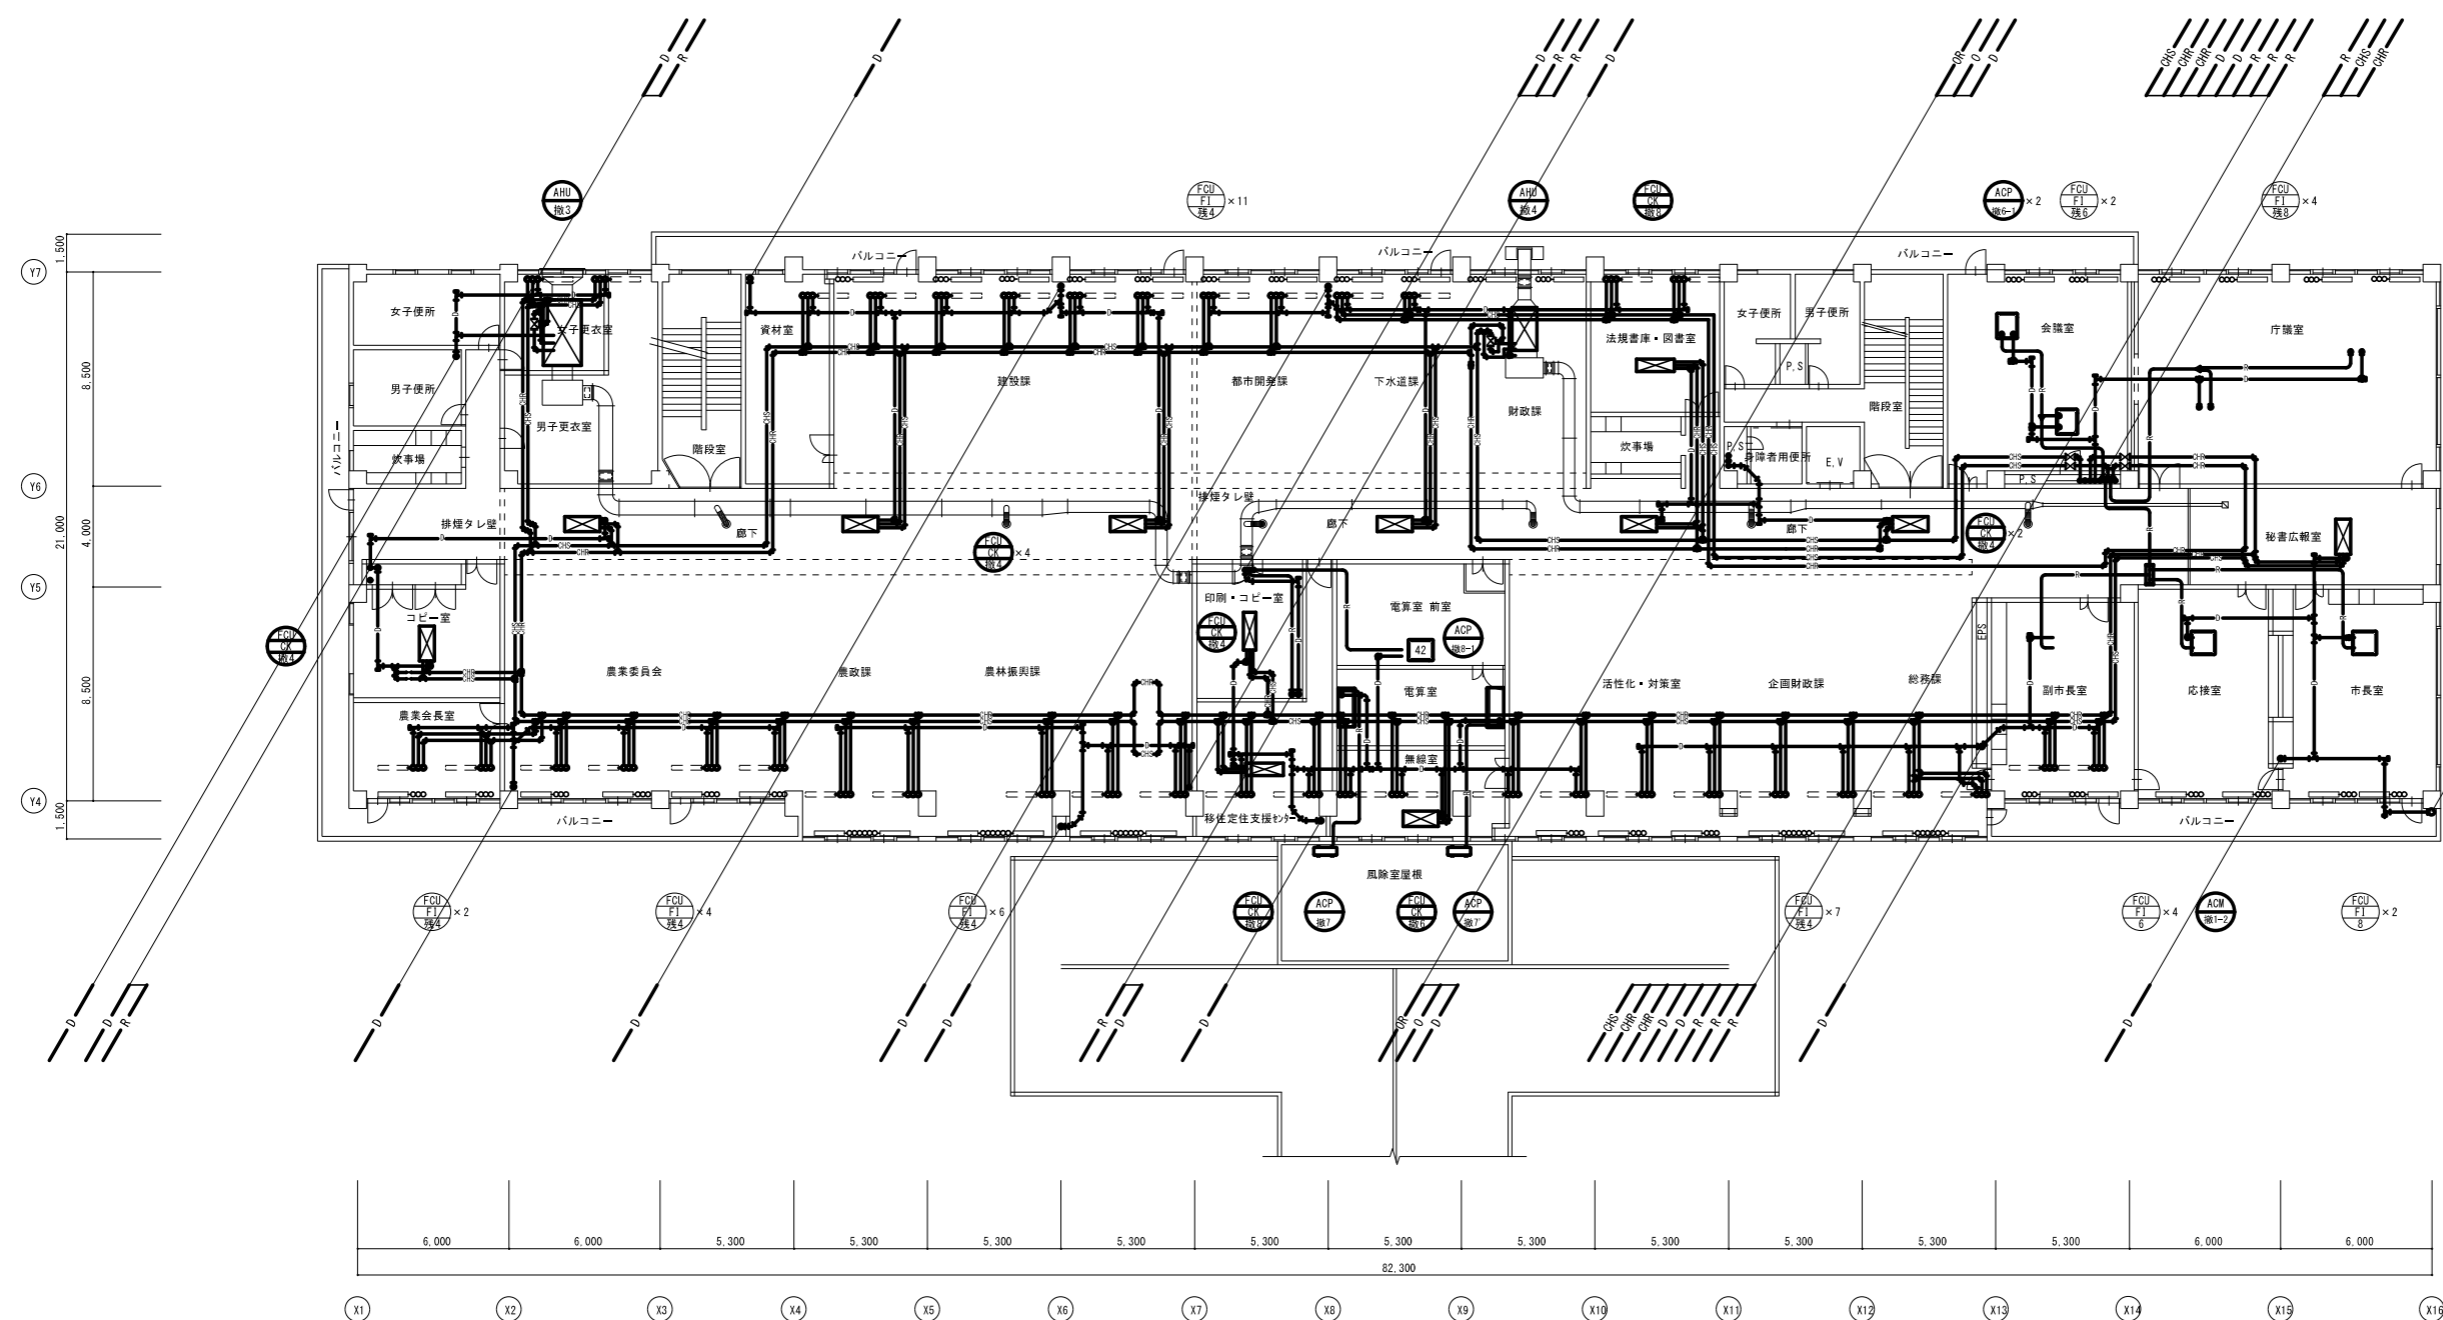 D
R
D
D
R
R
D
OR
O
D
CHS
CHR
CHR
D
D
R
R
R
R
CHS
CHR
AHU
撤3
FCU
FI
残4
×11
AHU
撤4
FCU
CK
撤8
ACP
撤6-1
×2
FCU
FI
残6
×2
FCU
FI
残8
×4
Y7
Y6
Y5
Y4
1,500
8,500
4,000
8,500
1,500
21,000
バルコニー
バルコニー
バルコニー
バルコニー
女子便所
女子更衣室
資材室
法規書庫・図書室
女子便所
男子便所
会議室
庁議室
男子便所
男子更衣室
階段室
建設課
都市開発課
下水道課
財政課
P.S
階段室
炊事場
炊事場
P.S
身障者用便所
E.V
P.S
排煙タレ壁
廊下
排煙タレ壁
廊下
廊下
秘書広報室
FCU
CK
撤4
×4
FCU
CK
撤4
×2
FCU
CK
撤4
コピー室
印刷・コピー室
FCU
CK
撤4
電算室 前室
42
ACP
撤8-1
EPS
農業委員会
農政課
農林振興課
電算室
活性化・対策室
企画財政課
総務課
副市長室
応接室
市長室
農業会長室
無線室
移住定住支援センター
バルコニー
バルコニー
風除室屋根
FCU
FI
残4
×2
FCU
FI
残4
×4
FCU
FI
残4
×6
FCU
CK
撤8
ACP
撤7
FCU
CK
撤6
ACP
撤7'
FCU
FI
残4
×7
FCU
FI
6
×4
ACM
撤1-2
FCU
FI
8
×2
D
D
R
D
D
D
D
R
D
D
OR
O
D
CHS
CHR
CHR
D
D
R
R
R
D
D
6,000
6,000
5,300
5,300
5,300
5,300
5,300
5,300
5,300
5,300
5,300
5,300
5,300
6,000
6,000
82,300
X1
X2
X3
X4
X5
X6
X7
X8
X9
X10
X11
X12
X13
X14
X15
X16